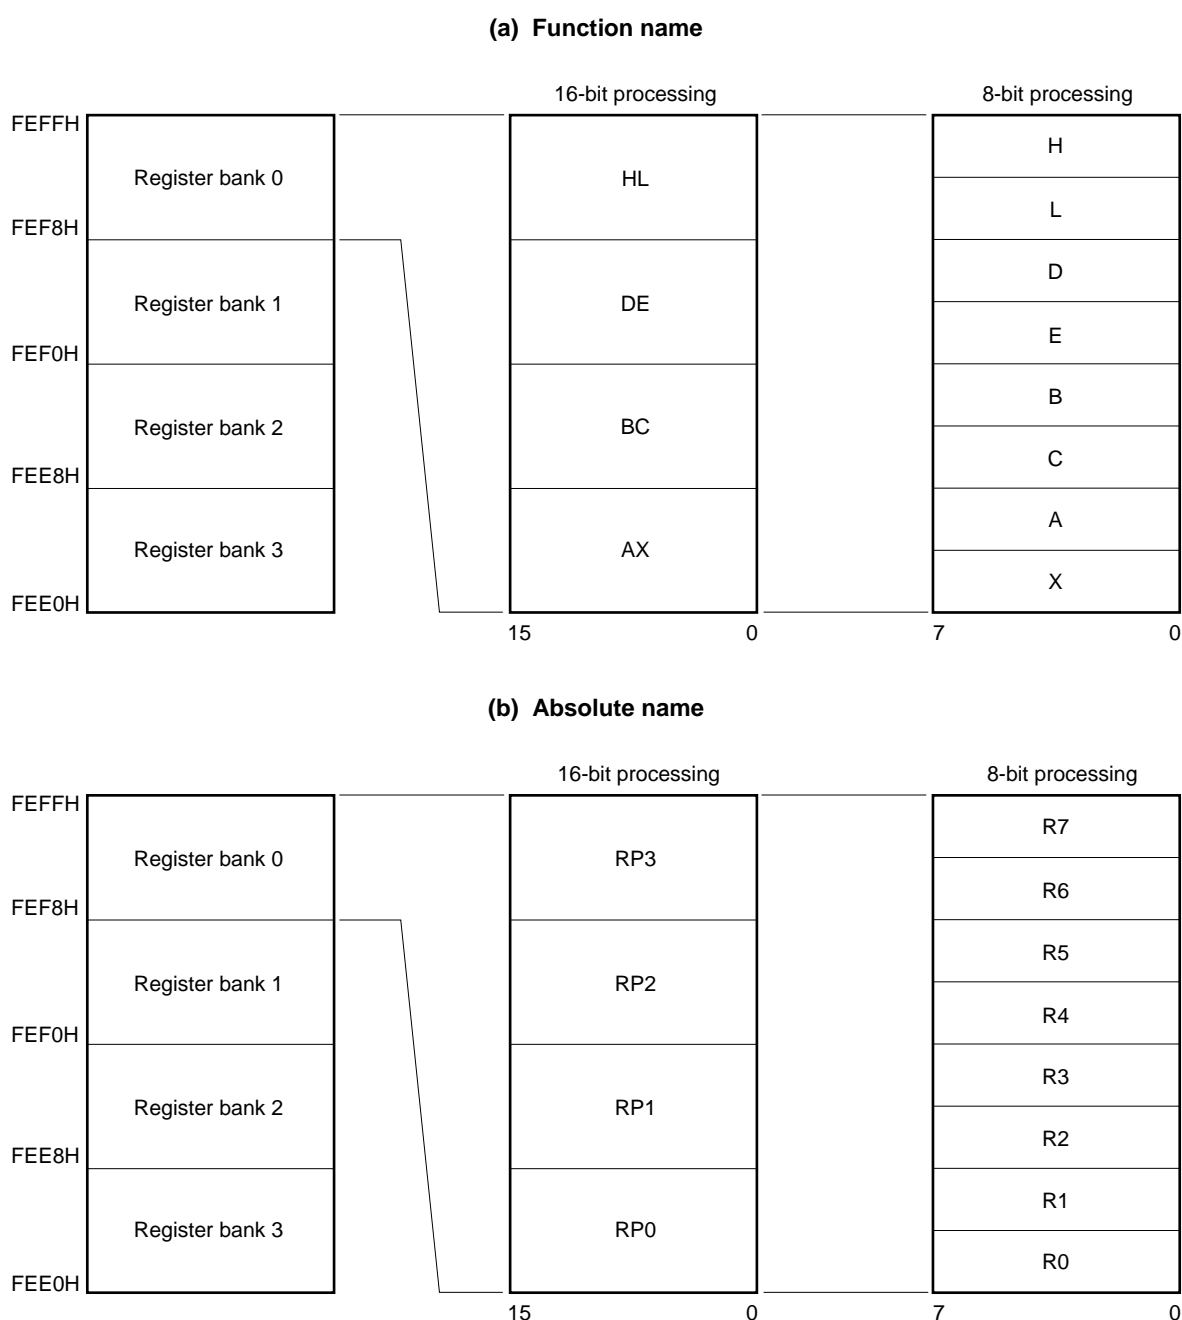 (a) Function name
16-bit processing
8-bit processing
FEFFH
Register bank 0
HL
H
L
FEF8H
Register bank 1
DE
D
E
FEF0H
Register bank 2
BC
B
C
FEE8H
Register bank 3
AX
A
X
FEE0H
15 0 7 0
(b) Absolute name
16-bit processing
8-bit processing
FEFFH
Register bank 0
RP3
R7
R6
FEF8H
Register bank 1
RP2
R5
R4
FEF0H
Register bank 2
RP1
R3
R2
FEE8H
Register bank 3
RP0
R1
R0
FEE0H
15 0 7 0